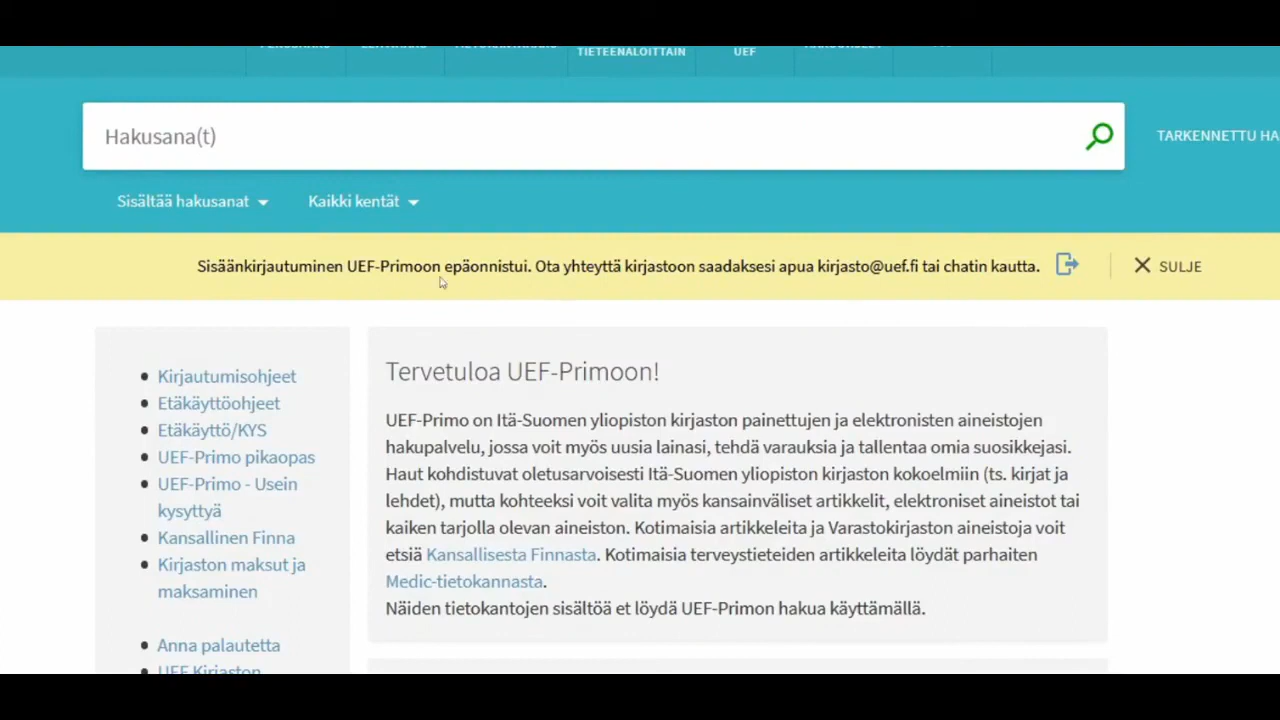 TIETEENALOITTAIN
UEF
Hakusana(t)
TARKENNETTU HA
Sisältää hakusanat
Kaikki kentät
Sisäänkirjautuminen UEF-Primoon epäonnistui. Ota yhteyttä kirjastoon saadaksesi apua kirjasto@uef.fi tai chatin kautta.
SULJE
Kirjautumisohjeet
Etäkäyttöohjeet
Etäkäyttö/KYS
UEF-Primo pikaopas
UEF-Primo - Usein
kysyttyä
Kansallinen Finna
Kirjaston maksut ja
maksaminen
Anna palautetta
UEF Kirjaston
Tervetuloa UEF-Primoon!
UEF-Primo on Itä-Suomen yliopiston kirjaston painettujen ja elektronisten aineistojen
hakupalvelu, jossa voit myös uusia lainasi, tehdä varauksia ja tallentaa omia suosikkejasi.
Haut kohdistuvat oletusarvoisesti Itä-Suomen yliopiston kirjaston kokoelmiin (ts. kirjat ja
lehdet), mutta kohteeksi voit valita myös kansainväliset artikkelit, elektroniset aineistot tai
kaiken tarjolla olevan aineiston. Kotimaisia artikkeleita ja Varastokirjaston aineistoja voit
etsiä Kansallisesta Finnasta. Kotimaisia terveystieteiden artikkeleita löydät parhaiten
Medic-tietokannasta.
Näiden tietokantojen sisältöä et löydä UEF-Primon hakua käyttämällä.